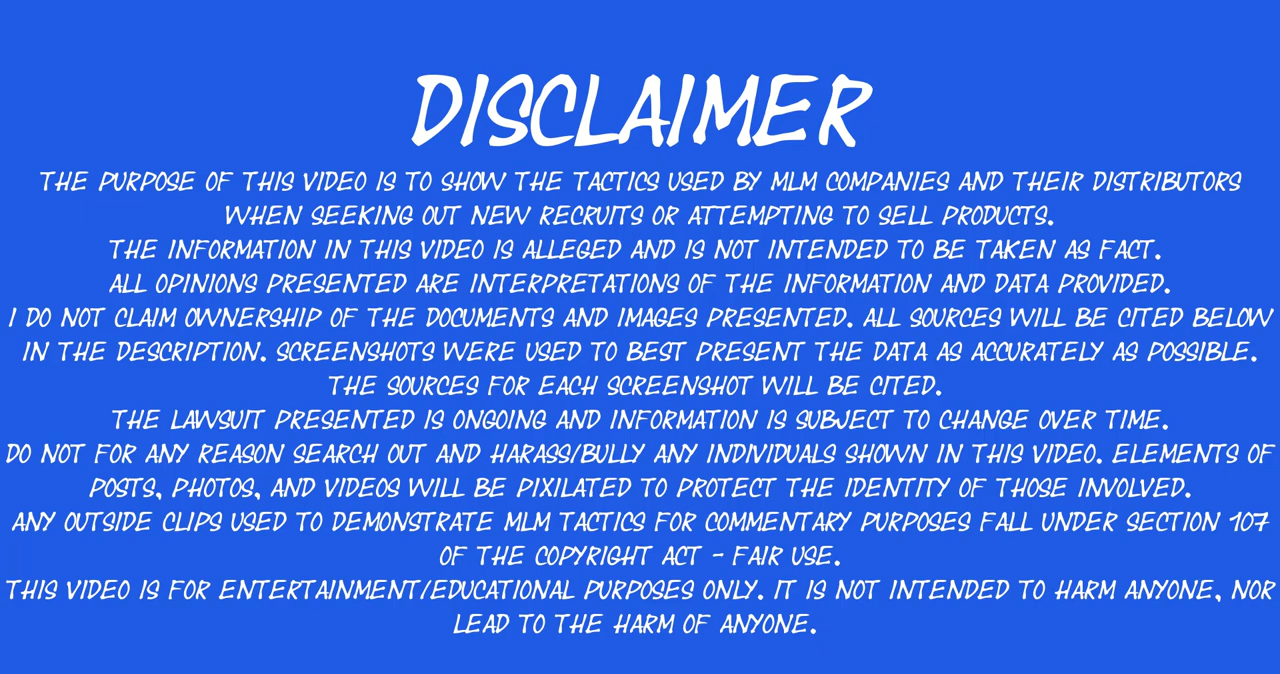 DISCLAIMER
THE PURPOSE OF THIS VIDEO IS TO SHOW THE TACTICS USED BY MLM COMPANIES AND THEIR DISTRIBUTORS
WHEN SEEKING OUT NEW RECRUITS OR ATTEMPTING TO SELL PRODUCTS.
THE INFORMATION IN THIS VIDEO IS ALLEGED AND IS NOT INTENDED TO BE TAKEN AS FACT.
ALL OPINIONS PRESENTED ARE INTERPRETATIONS OF THE INFORMATION AND DATA PROVIDED.
I DO NOT CLAIM OWNERSHIP OF THE DOCUMENTS AND IMAGES PRESENTED. ALL SOURCES WILL BE CITED BELOW
IN THE DESCRIPTION. SCREENSHOTS WERE USED TO BEST PRESENT THE DATA AS ACCURATELY AS POSSIBLE.
THE SOURCES FOR EACH SCREENSHOT WILL BE CITED.
THE LAWSUIT PRESENTED IS ONGOING AND INFORMATION IS SUBJECT TO CHANGE OVER TIME.
DO NOT FOR ANY REASON SEARCH OUT AND HARASS/BULLY ANY INDIVIDUALS SHOWN IN THIS VIDEO. ELEMENTS OF
POSTS, PHOTOS, AND VIDEOS WILL BE PIXILATED TO PROTECT THE IDENTITY OF THOSE INVOLVED.
ANY OUTSIDE CLIPS USED TO DEMONSTRATE MLM TACTICS FOR COMMENTARY PURPOSES FALL UNDER SECTION 107
OF THE COPYRIGHT ACT - FAIR USE.
THIS VIDEO IS FOR ENTERTAINMENT/EDUCATIONAL PURPOSES ONLY. IT IS NOT INTENDED TO HARM ANYONE, NOR
LEAD TO THE HARM OF ANYONE.